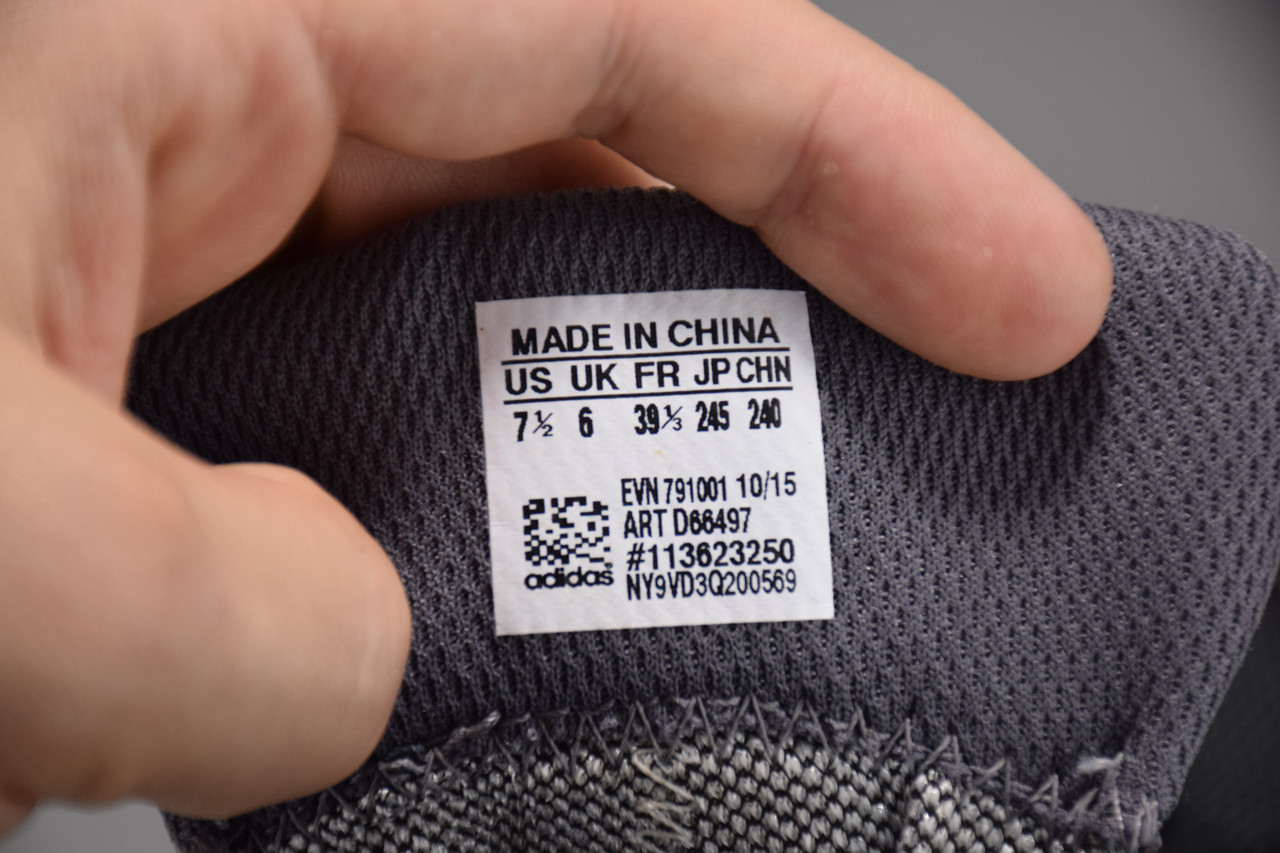 MADE IN CHINA
US UK FR JP CHN
7½ 6 39⅓ 245 240
EVN 791001 10/15
ART D66497
#113623250
NY9VD3Q200569
adidas